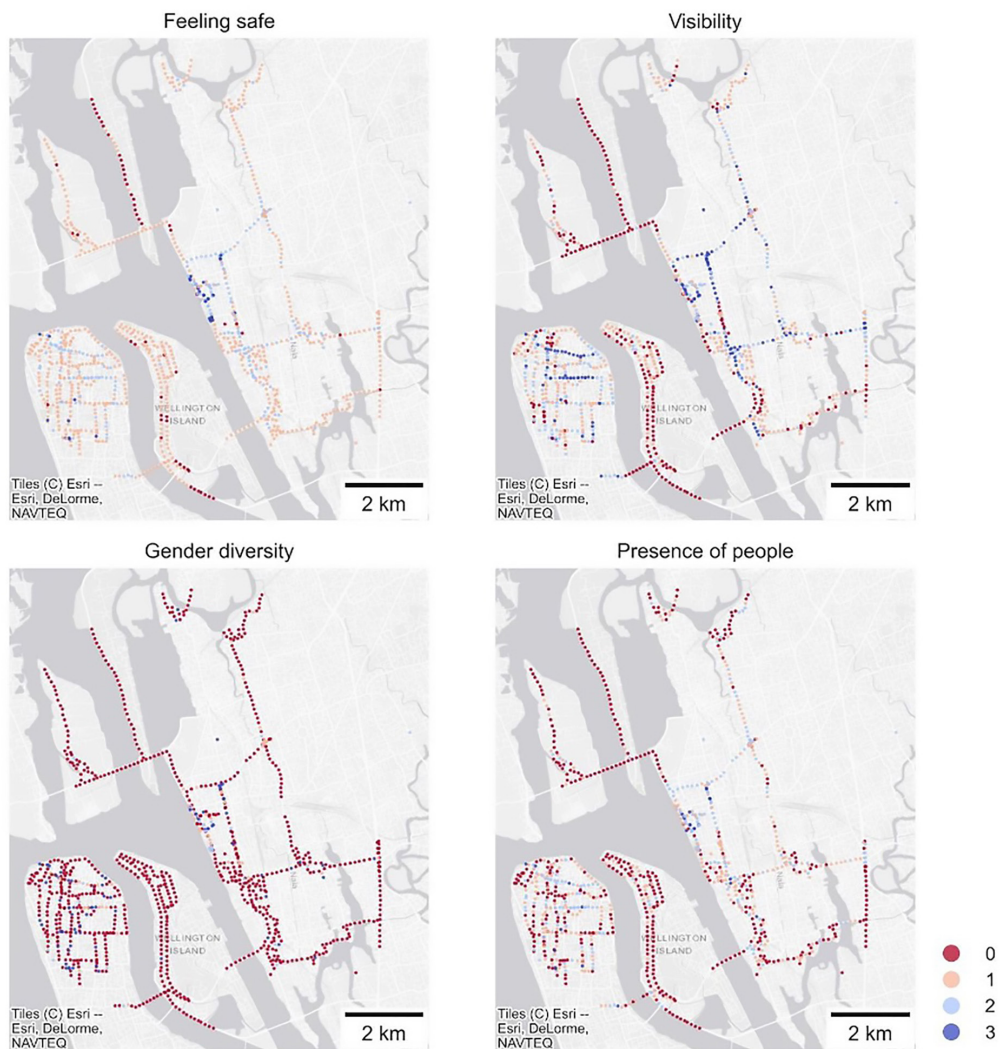 Feeling safe
Visibility
WELLINGTON
ISLAND
Tiles (C) Esri --
Esri, DeLorme,
NAVTEQ
2 km
WELLINGTON
ISLAND
Tiles (C) Esri --
Esri, DeLorme,
NAVTEQ
2 km
Gender diversity
Presence of people
WELLINGTON
ISLAND
Tiles (C) Esri --
Esri, DeLorme,
NAVTEQ
2 km
WELLINGTON
ISLAND
Tiles (C) Esri --
Esri, DeLorme,
NAVTEQ
2 km
0
1
2
3